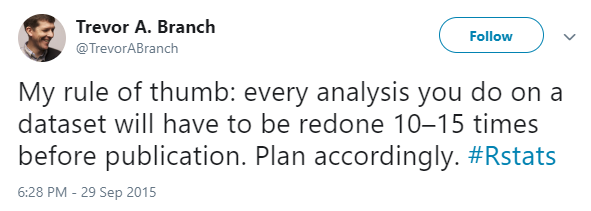 Trevor A. Branch
@TrevorABranch
Follow
My rule of thumb: every analysis you do on a
dataset will have to be redone 10–15 times
before publication. Plan accordingly. #Rstats
6:28 PM - 29 Sep 2015